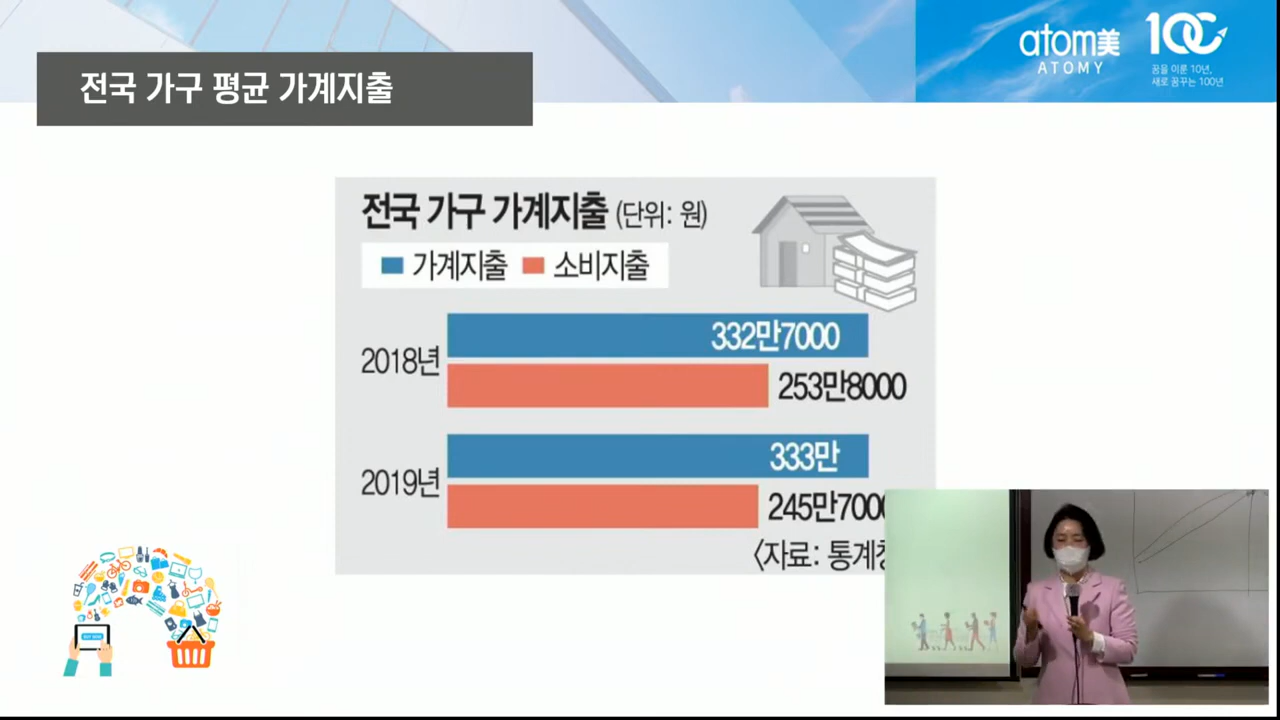 전국 가구 평균 가계지출
atom美
ATOMY
100
꿈을 이룬 10년,
새로 꿈꾸는 100년
전국 가구 가계지출 (단위: 원)
가계지출 소비지출
2018년
332만7000
253만8000
2019년
333만
245만700
<자료: 통계청
BUY NOW